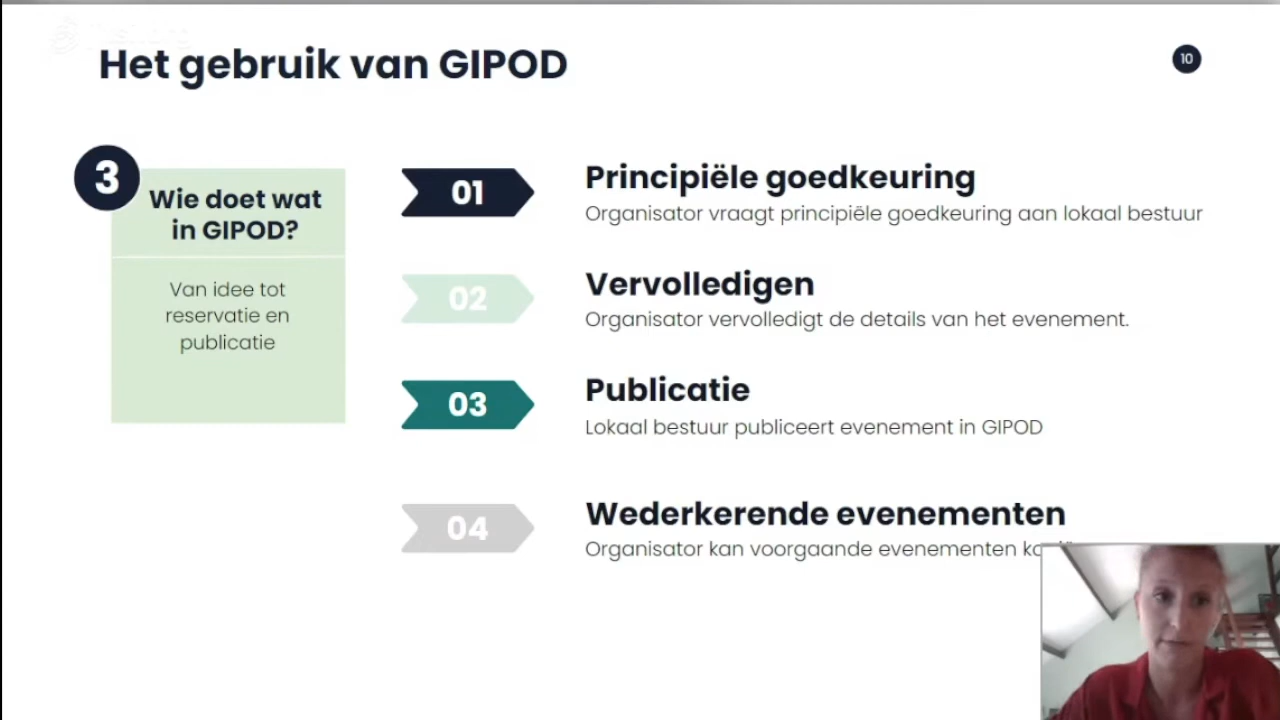 Het gebruik van GIPOD
10
3
Wie doet wat
in GIPOD?
Van idee tot
reservatie en
publicatie
01
Principiële goedkeuring
Organisator vraagt principiële goedkeuring aan lokaal bestuur
02
Vervolledigen
Organisator vervolledigt de details van het evenement.
03
Publicatie
Lokaal bestuur publiceert evenement in GIPOD
04
Wederkerende evenementen
Organisator kan voorgaande evenementen